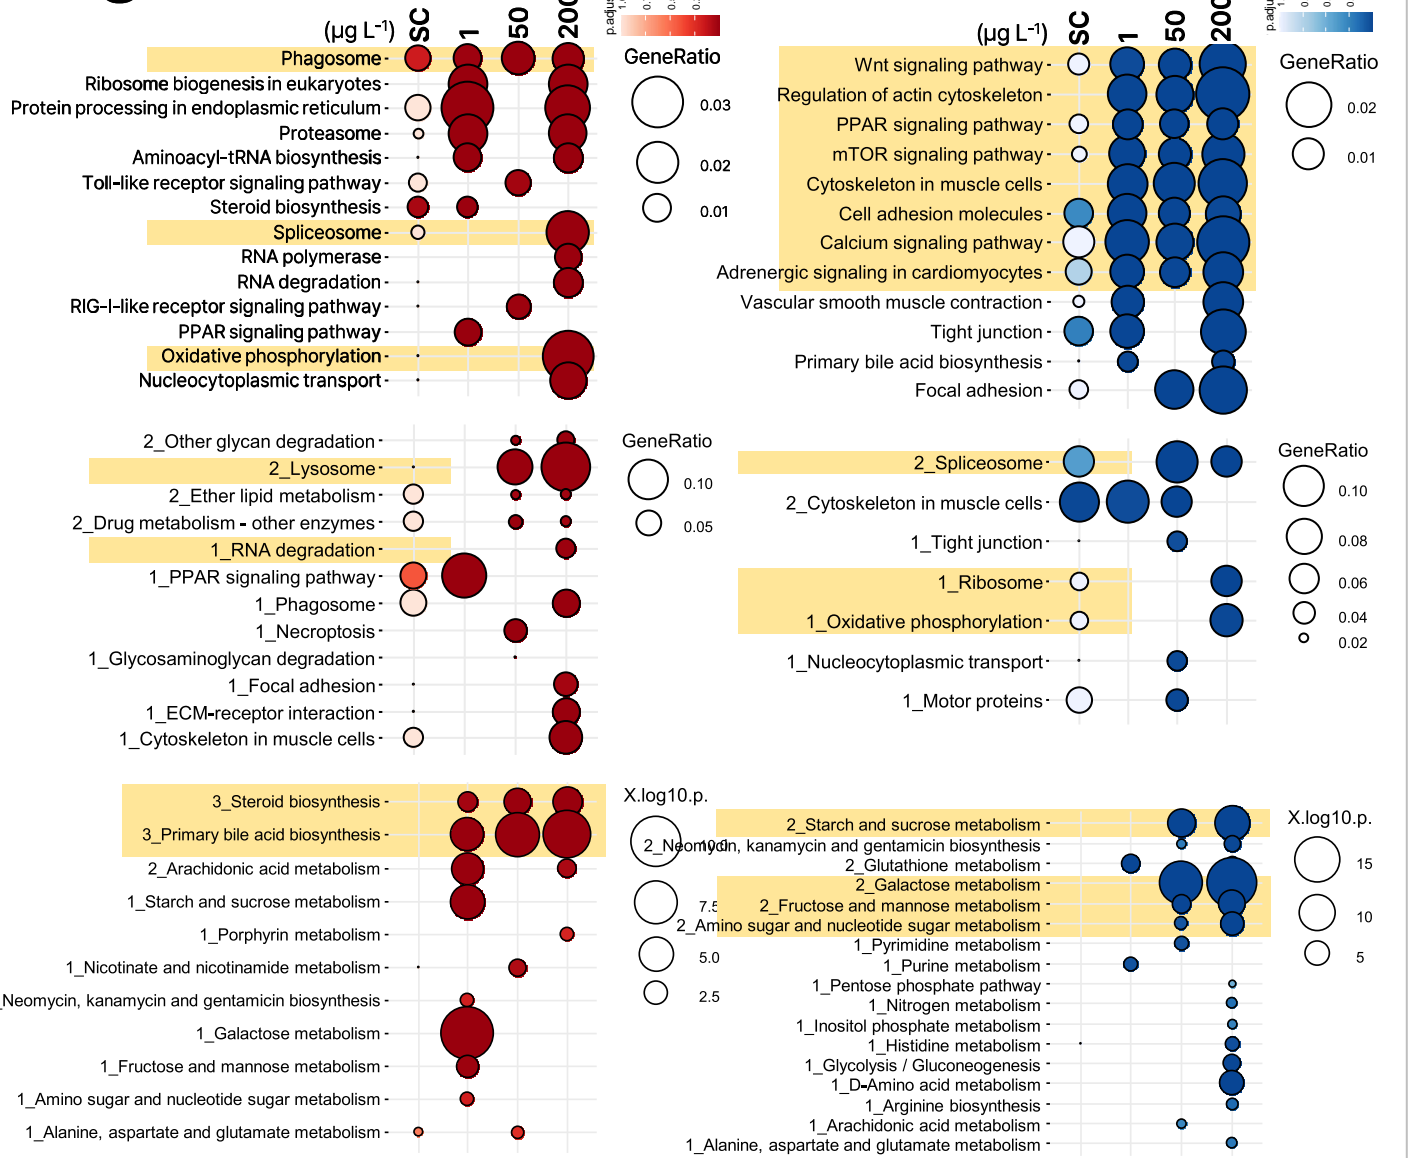 (µg L⁻¹) SC 1 50 200
p.adju
Phagosome
Ribosome biogenesis in eukaryotes
Protein processing in endoplasmic reticulum
Proteasome
Aminoacyl-tRNA biosynthesis
Toll-like receptor signaling pathway
Steroid biosynthesis
Spliceosome
RNA polymerase
RNA degradation
RIG-I-like receptor signaling pathway
PPAR signaling pathway
Oxidative phosphorylation
Nucleocytoplasmic transport
GeneRatio
0.03
0.02
0.01
(µg L⁻¹) SC 1 50 200
p.adju
Wnt signaling pathway
Regulation of actin cytoskeleton
PPAR signaling pathway
mTOR signaling pathway
Cytoskeleton in muscle cells
Cell adhesion molecules
Calcium signaling pathway
Adrenergic signaling in cardiomyocytes
Vascular smooth muscle contraction
Tight junction
Primary bile acid biosynthesis
Focal adhesion
GeneRatio
0.02
0.01
2_Other glycan degradation
2_Lysosome
2_Ether lipid metabolism
2_Drug metabolism - other enzymes
1_RNA degradation
1_PPAR signaling pathway
1_Phagosome
1_Necroptosis
1_Glycosaminoglycan degradation
1_Focal adhesion
1_ECM-receptor interaction
1_Cytoskeleton in muscle cells
GeneRatio
0.10
0.05
2_Spliceosome
2_Cytoskeleton in muscle cells
1_Tight junction
1_Ribosome
1_Oxidative phosphorylation
1_Nucleocytoplasmic transport
1_Motor proteins
GeneRatio
0.10
0.08
0.06
0.04
0.02
3_Steroid biosynthesis
3_Primary bile acid biosynthesis
2_Arachidonic acid metabolism
1_Starch and sucrose metabolism
1_Porphyrin metabolism
1_Nicotinate and nicotinamide metabolism
_Neomycin, kanamycin and gentamicin biosynthesis
1_Galactose metabolism
1_Fructose and mannose metabolism
1_Amino sugar and nucleotide sugar metabolism
1_Alanine, aspartate and glutamate metabolism
X.log10.p.
10.0
7.5
5.0
2.5
2_Starch and sucrose metabolism
2_Neomycin, kanamycin and gentamicin biosynthesis
2_Glutathione metabolism
2_Galactose metabolism
2_Fructose and mannose metabolism
2_Amino sugar and nucleotide sugar metabolism
1_Pyrimidine metabolism
1_Purine metabolism
1_Pentose phosphate pathway
1_Nitrogen metabolism
1_Inositol phosphate metabolism
1_Histidine metabolism
1_Glycolysis / Gluconeogenesis
1_D-Amino acid metabolism
1_Arginine biosynthesis
1_Arachidonic acid metabolism
1_Alanine, aspartate and glutamate metabolism
X.log10.p.
15
10
5